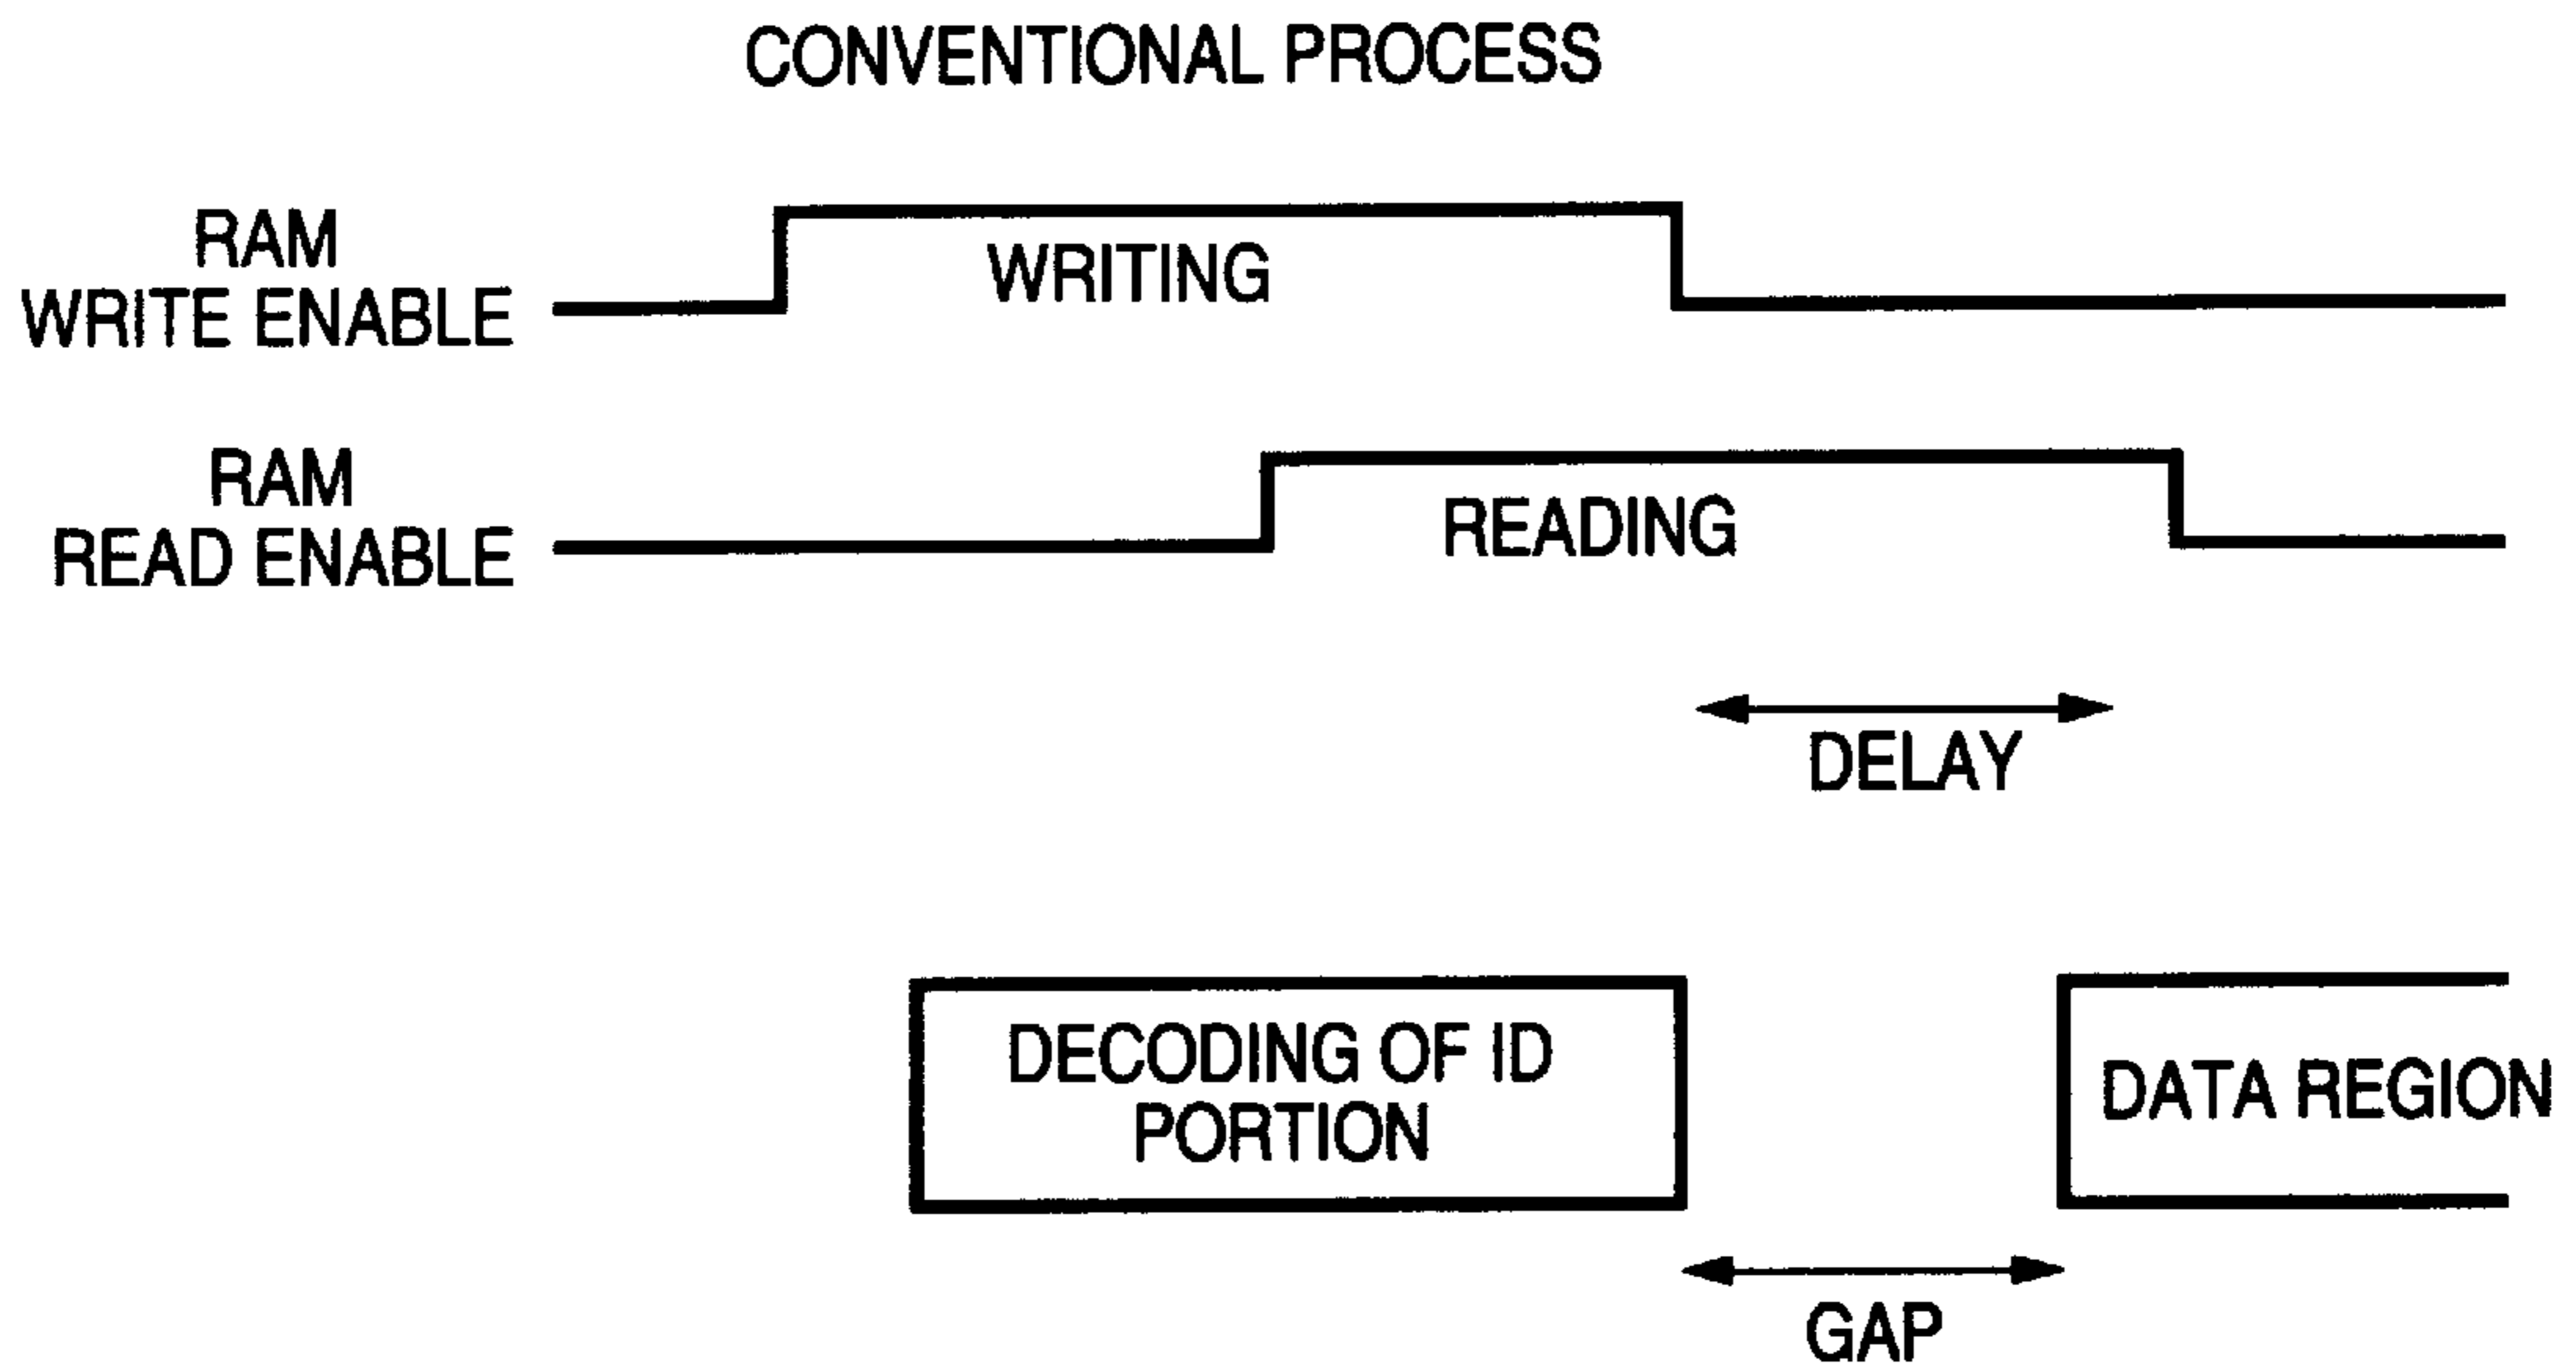 CONVENTIONAL PROCESS
RAM
WRITE ENABLE
WRITING
RAM
READ ENABLE
READING
DELAY
DECODING OF ID
PORTION
DATA REGION
GAP